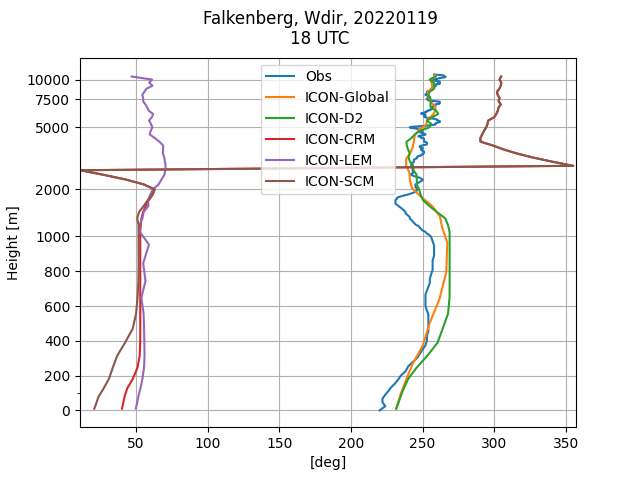 Falkenberg, Wdir, 20220119
18 UTC
Obs
ICON-Global
ICON-D2
ICON-CRM
ICON-LEM
ICON-SCM
Height [m]
10000
7500
5000
2000
1000
800
600
400
200
0
50
100
150
200
250
300
350
[deg]